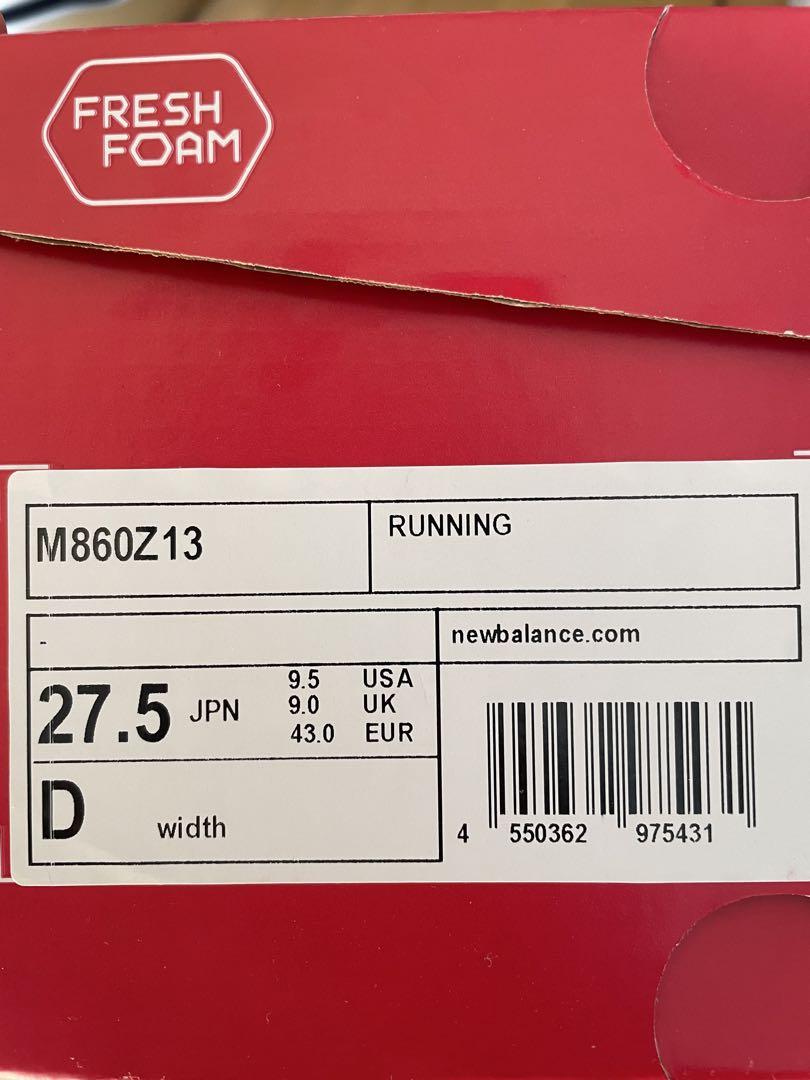 FRESH
FOAM
M860Z13
RUNNING
-
newbalance.com
27.5 JPN
9.5 USA
9.0 UK
43.0 EUR
D width
4 550362 975431